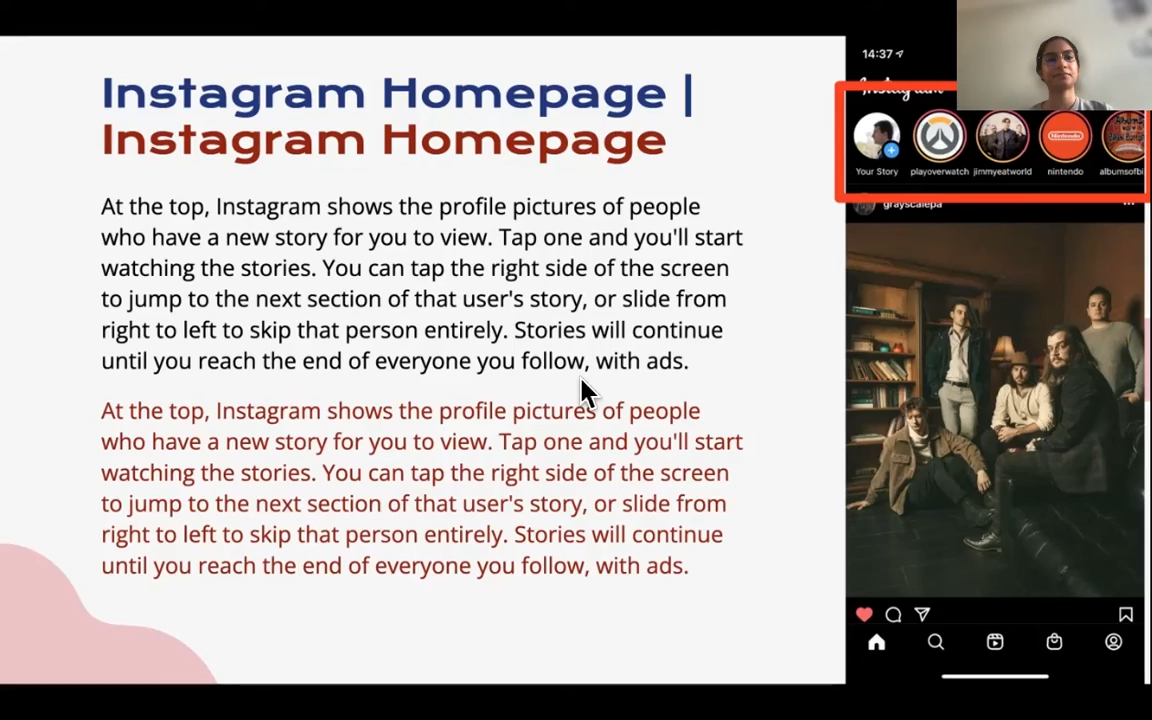 Instagram Homepage |
Instagram Homepage
At the top, Instagram shows the profile pictures of people
who have a new story for you to view. Tap one and you'll start
watching the stories. You can tap the right side of the screen
to jump to the next section of that user's story, or slide from
right to left to skip that person entirely. Stories will continue
until you reach the end of everyone you follow, with ads.
At the top, Instagram shows the profile pictures of people
who have a new story for you to view. Tap one and you'll start
watching the stories. You can tap the right side of the screen
to jump to the next section of that user's story, or slide from
right to left to skip that person entirely. Stories will continue
until you reach the end of everyone you follow, with ads.
14:37
Instagram
Nintendo
Your Story playoverwatch jimmyeatworld nintendo albumsofbi
grayscalepa